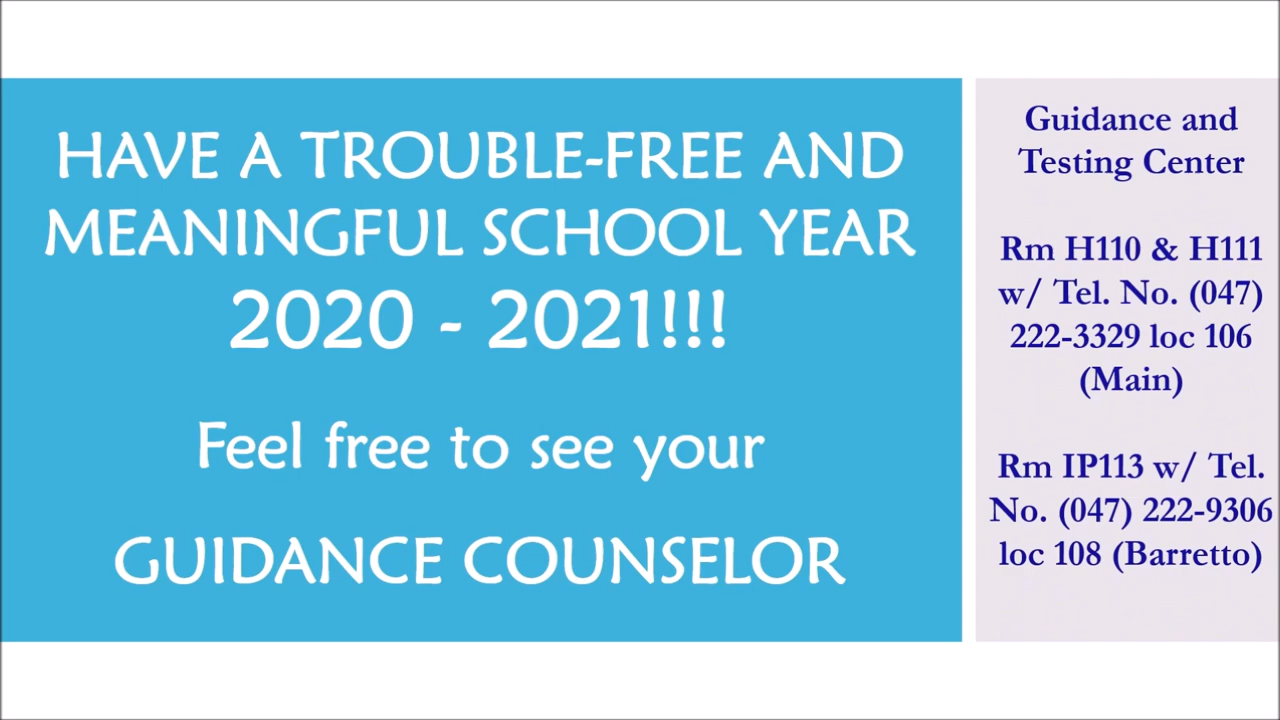 HAVE A TROUBLE-FREE AND
MEANINGFUL SCHOOL YEAR
2020 - 2021!!!
Feel free to see your
GUIDANCE COUNSELOR
Guidance and
Testing Center
Rm H110 & H111
w/ Tel. No. (047)
222-3329 loc 106
(Main)
Rm IP113 w/ Tel.
No. (047) 222-9306
loc 108 (Barretto)